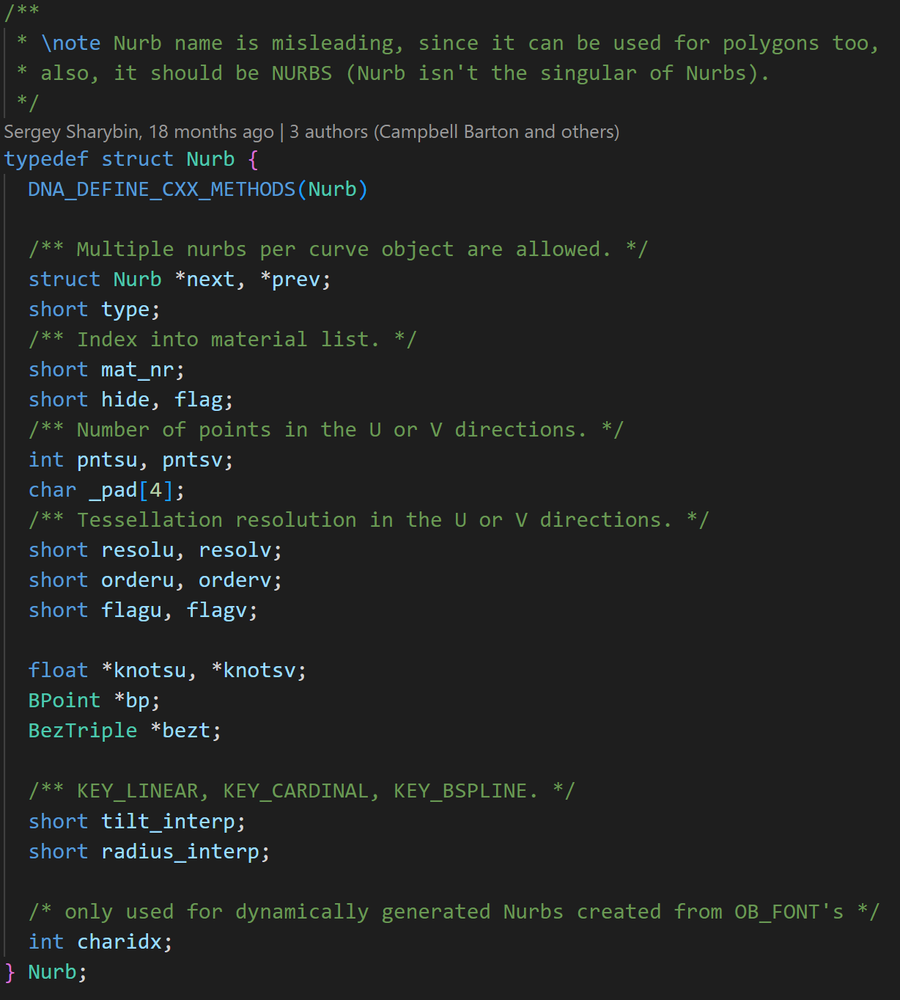 /**
 * \note Nurb name is misleading, since it can be used for polygons too,
 * also, it should be NURBS (Nurb isn't the singular of Nurbs).
 */
Sergey Sharybin, 18 months ago | 3 authors (Campbell Barton and others)
typedef struct Nurb {
  DNA_DEFINE_CXX_METHODS(Nurb)

  /** Multiple nurbs per curve object are allowed. */
  struct Nurb *next, *prev;
  short type;
  /** Index into material list. */
  short mat_nr;
  short hide, flag;
  /** Number of points in the U or V directions. */
  int pntsu, pntsv;
  char _pad[4];
  /** Tessellation resolution in the U or V directions. */
  short resolu, resolv;
  short orderu, orderv;
  short flagu, flagv;

  float *knotsu, *knotsv;
  BPoint *bp;
  BezTriple *bezt;

  /** KEY_LINEAR, KEY_CARDINAL, KEY_BSPLINE. */
  short tilt_interp;
  short radius_interp;

  /* only used for dynamically generated Nurbs created from OB_FONT's */
  int charidx;
} Nurb;